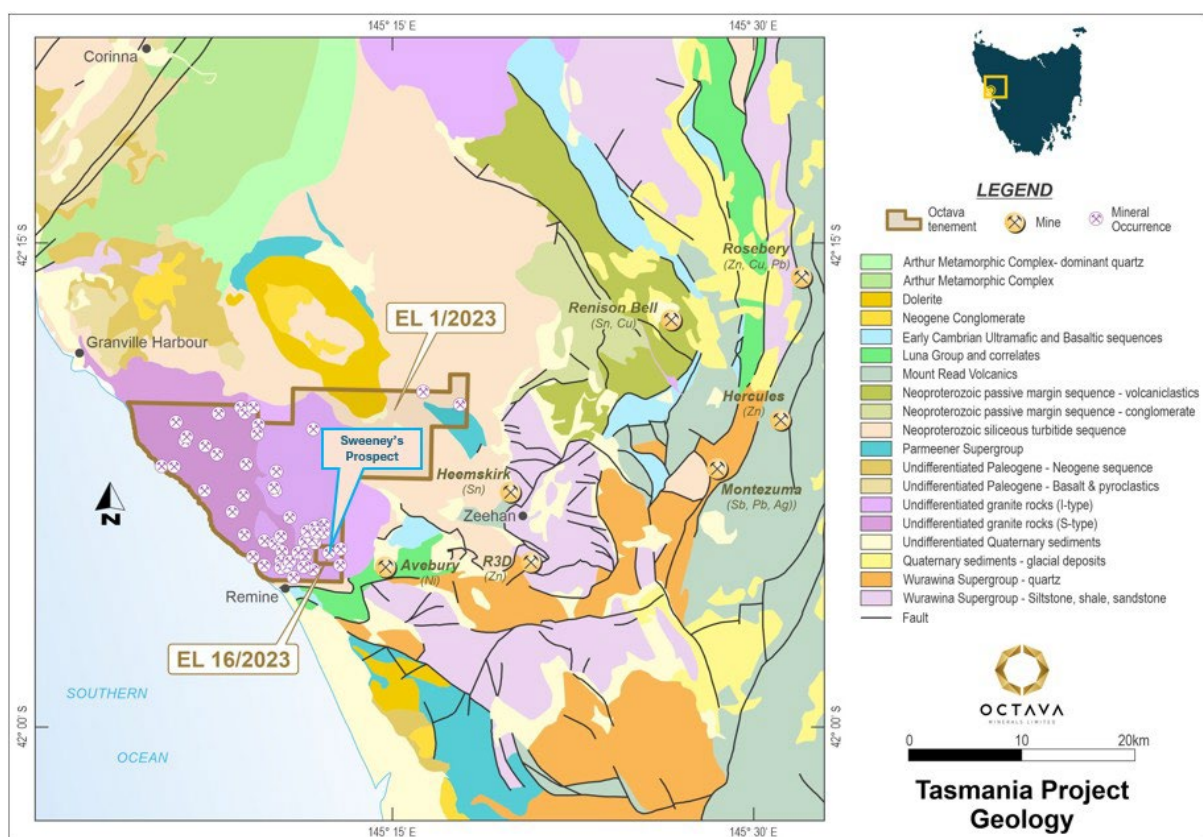 145° 15' E
145° 30' E
Corinna
42° 15' S
42° 15' S
Rosebery
(Zn, Cu, Pb)
Renison Bell
(Sn, Cu)
EL 1/2023
Granville Harbour
Hercules
(Zn)
Sweeney's
Prospect
Heemskirk
(Sn)
Montezuma
(Sb, Pb, Ag))
Zeehan
N
Avebury
(Ni)
R3D
(Zn)
Remine
EL 16/2023
SOUTHERN
OCEAN
42° 00' S
42° 00' S
145° 15' E
145° 30' E
LEGEND
Octava
tenement
Mine
Mineral
Occurrence
Arthur Metamorphic Complex- dominant quartz
Arthur Metamorphic Complex
Dolerite
Neogene Conglomerate
Early Cambrian Ultramafic and Basaltic sequences
Luna Group and correlates
Mount Read Volcanics
Neoproterozoic passive margin sequence - volcaniclastics
Neoproterozoic passive margin sequence - conglomerate
Neoproterozoic siliceous turbitide sequence
Parmeener Supergroup
Undifferentiated Paleogene - Neogene sequence
Undifferentiated Paleogene - Basalt & pyroclastics
Undifferentiated granite rocks (I-type)
Undifferentiated granite rocks (S-type)
Undifferentiated Quaternary sediments
Quaternary sediments - glacial deposits
Wurawina Supergroup - quartz
Wurawina Supergroup - Siltstone, shale, sandstone
Fault
OCTAVA
MINERALS LIMITED
0 10 20km
Tasmania Project
Geology